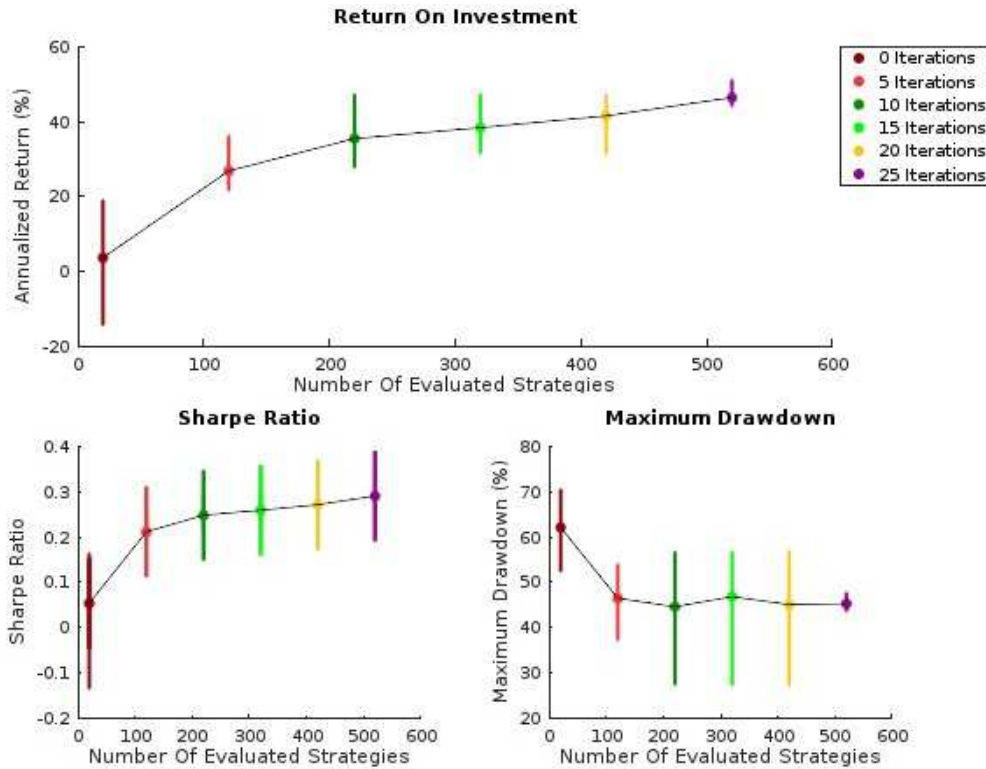 Return On Investment
60
40
20
0
-20
Annualized Return (%)
0 100 200 300 400 500 600
Number Of Evaluated Strategies
0 Iterations
5 Iterations
10 Iterations
15 Iterations
20 Iterations
25 Iterations
Sharpe Ratio
0.4
0.3
0.2
0.1
0
-0.1
-0.2
Sharpe Ratio
0 100 200 300 400 500 600
Number Of Evaluated Strategies
Maximum Drawdown
80
70
60
50
40
30
20
Maximum Drawdown (%)
0 100 200 300 400 500 600
Number Of Evaluated Strategies